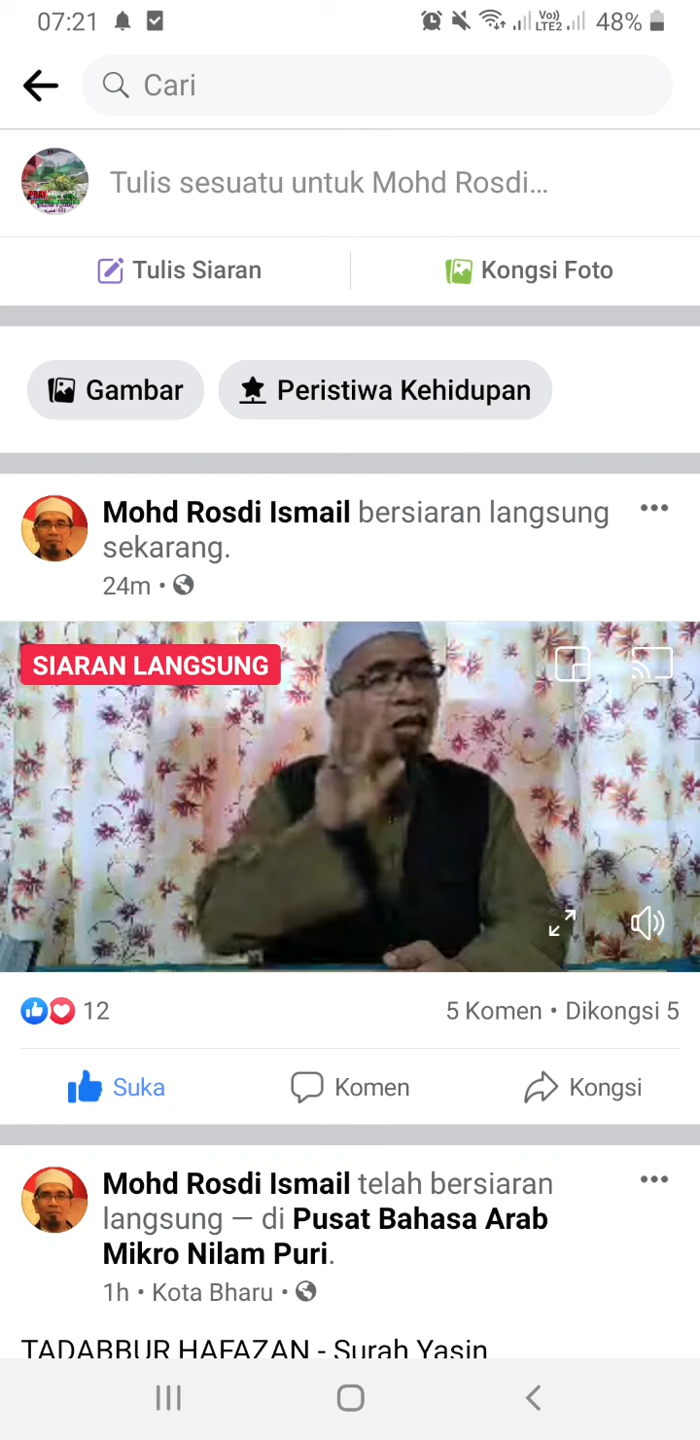 07:21
Vo))
LTE2
48%
Cari
Tulis sesuatu untuk Mohd Rosdi...
Tulis Siaran
Kongsi Foto
Gambar
Peristiwa Kehidupan
Mohd Rosdi Ismail bersiaran langsung
sekarang.
24m •
SIARAN LANGSUNG
12
5 Komen • Dikongsi 5
Suka
Komen
Kongsi
Mohd Rosdi Ismail telah bersiaran
langsung — di Pusat Bahasa Arab
Mikro Nilam Puri.
1h • Kota Bharu •
TADABBUR HAFAZAN - Surah Yasin